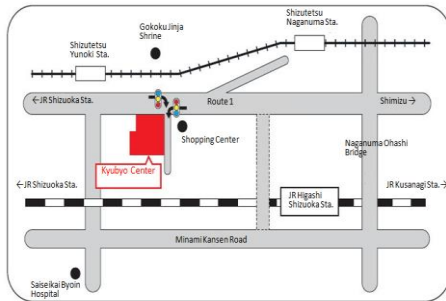 Shizutetsu
Naganuma Sta.
Gokoku Jinja
Shrine
Shizutetsu
Yunoki Sta.
←JR Shizuoka Sta.
Route 1
Shimizu→
Shopping Center
Naganuma Ohashi
Bridge
Kyubyo Center
←JR Shizuoka Sta.
JR Higashi
Shizuoka Sta.
JR Kusanagi Sta.→
Minami Kansen Road
Saiseikai Byoin
Hospital